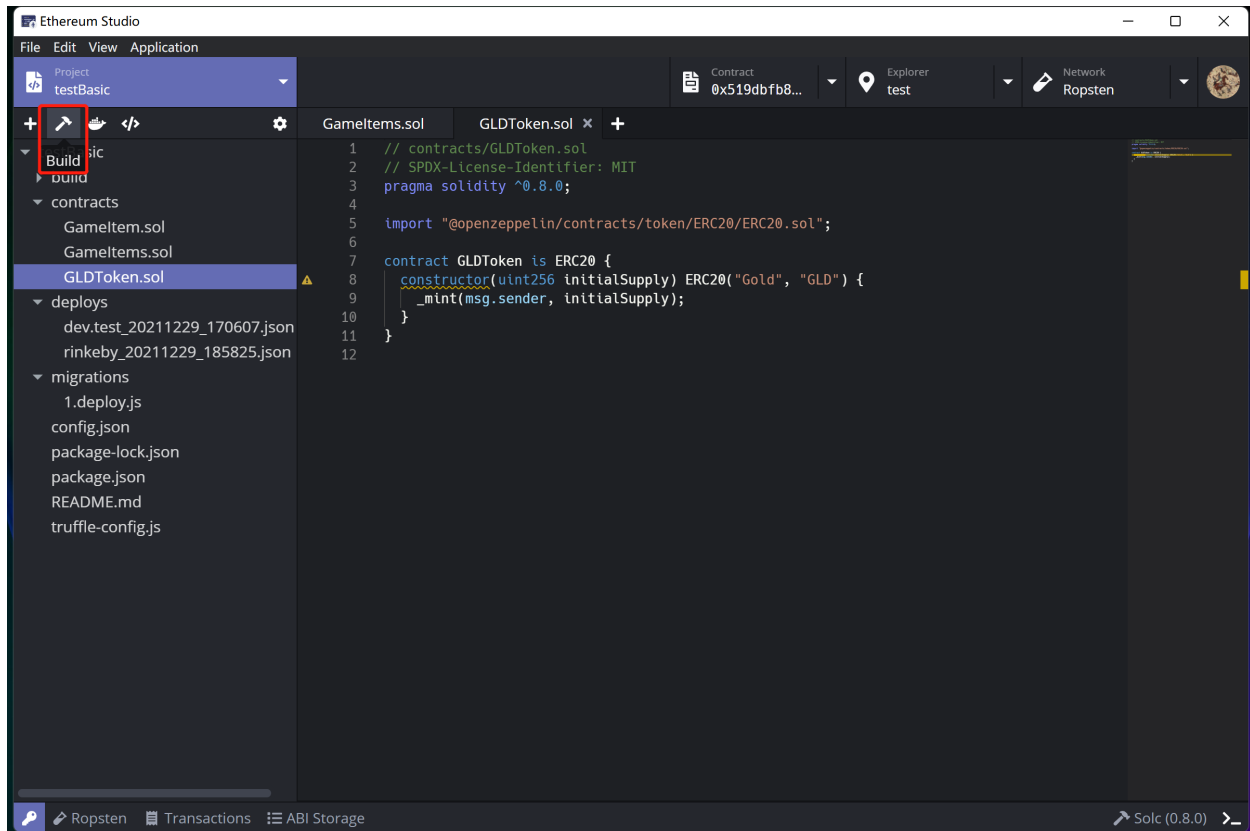 Ethereum Studio
File Edit View Application
Project
testBasic
Contract
0x519dbfb8...
Explorer
test
Network
Ropsten
GameItems.sol
GLDToken.sol
Build
build
contracts
GameItem.sol
GameItems.sol
GLDToken.sol
deploys
dev.test_20211229_170607.json
rinkeby_20211229_185825.json
migrations
1.deploy.js
config.json
package-lock.json
package.json
README.md
truffle-config.js
1 // contracts/GLDToken.sol
2 // SPDX-License-Identifier: MIT
3 pragma solidity ^0.8.0;
4
5 import "@openzeppelin/contracts/token/ERC20/ERC20.sol";
6
7 contract GLDToken is ERC20 {
8 constructor(uint256 initialSupply) ERC20("Gold", "GLD") {
9 _mint(msg.sender, initialSupply);
10 }
11 }
12
Ropsten
Transactions
ABI Storage
Solc (0.8.0)